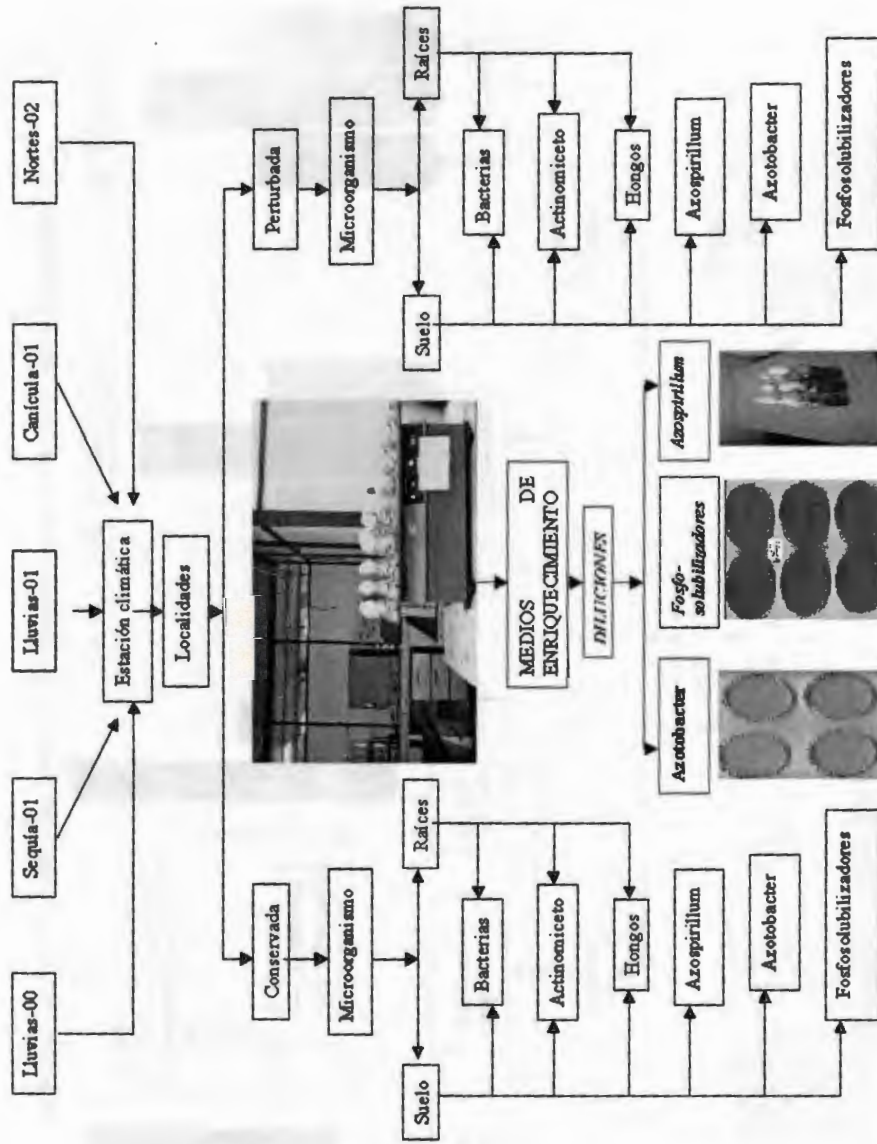 Lluvias-00
Sequía-01
Lluvias-01
Canícula-01
Nortes-02
Estación climática
Localidades
Conservada
Microorganismo
Suelo
Raíces
Bacterias
Actinomiceto
Hongos
Azospirillum
Azotobacter
Fosfosolubilizadores
MEDIOS DE
ENRIQUECIMIENTO
DILUCIONES
Azotobacter
Fosfo-
solubilizadores
Azospirillum
Perturbada
Microorganismo
Suelo
Raíces
Bacterias
Actinomiceto
Hongos
Azospirillum
Azotobacter
Fosfosolubilizadores